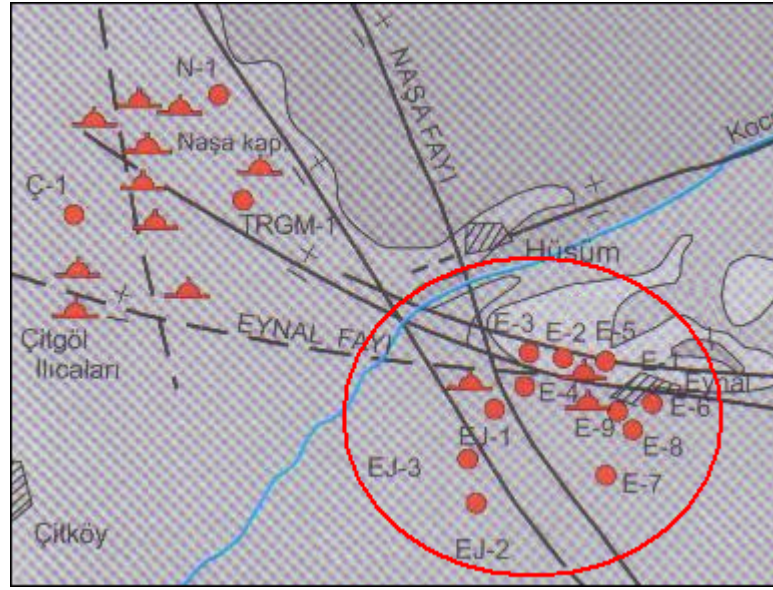 N-1
NAŞA FAYI
Naşa kap.
Ç-1
TRGM-1
Hüsüm
EYNAL FAYI
Çitgöl
Ilıcaları
E-3
E-2
E-5
E-1
Eynal
E-4
E-6
E-9
E-8
EJ-1
EJ-3
E-7
Çitköy
EJ-2